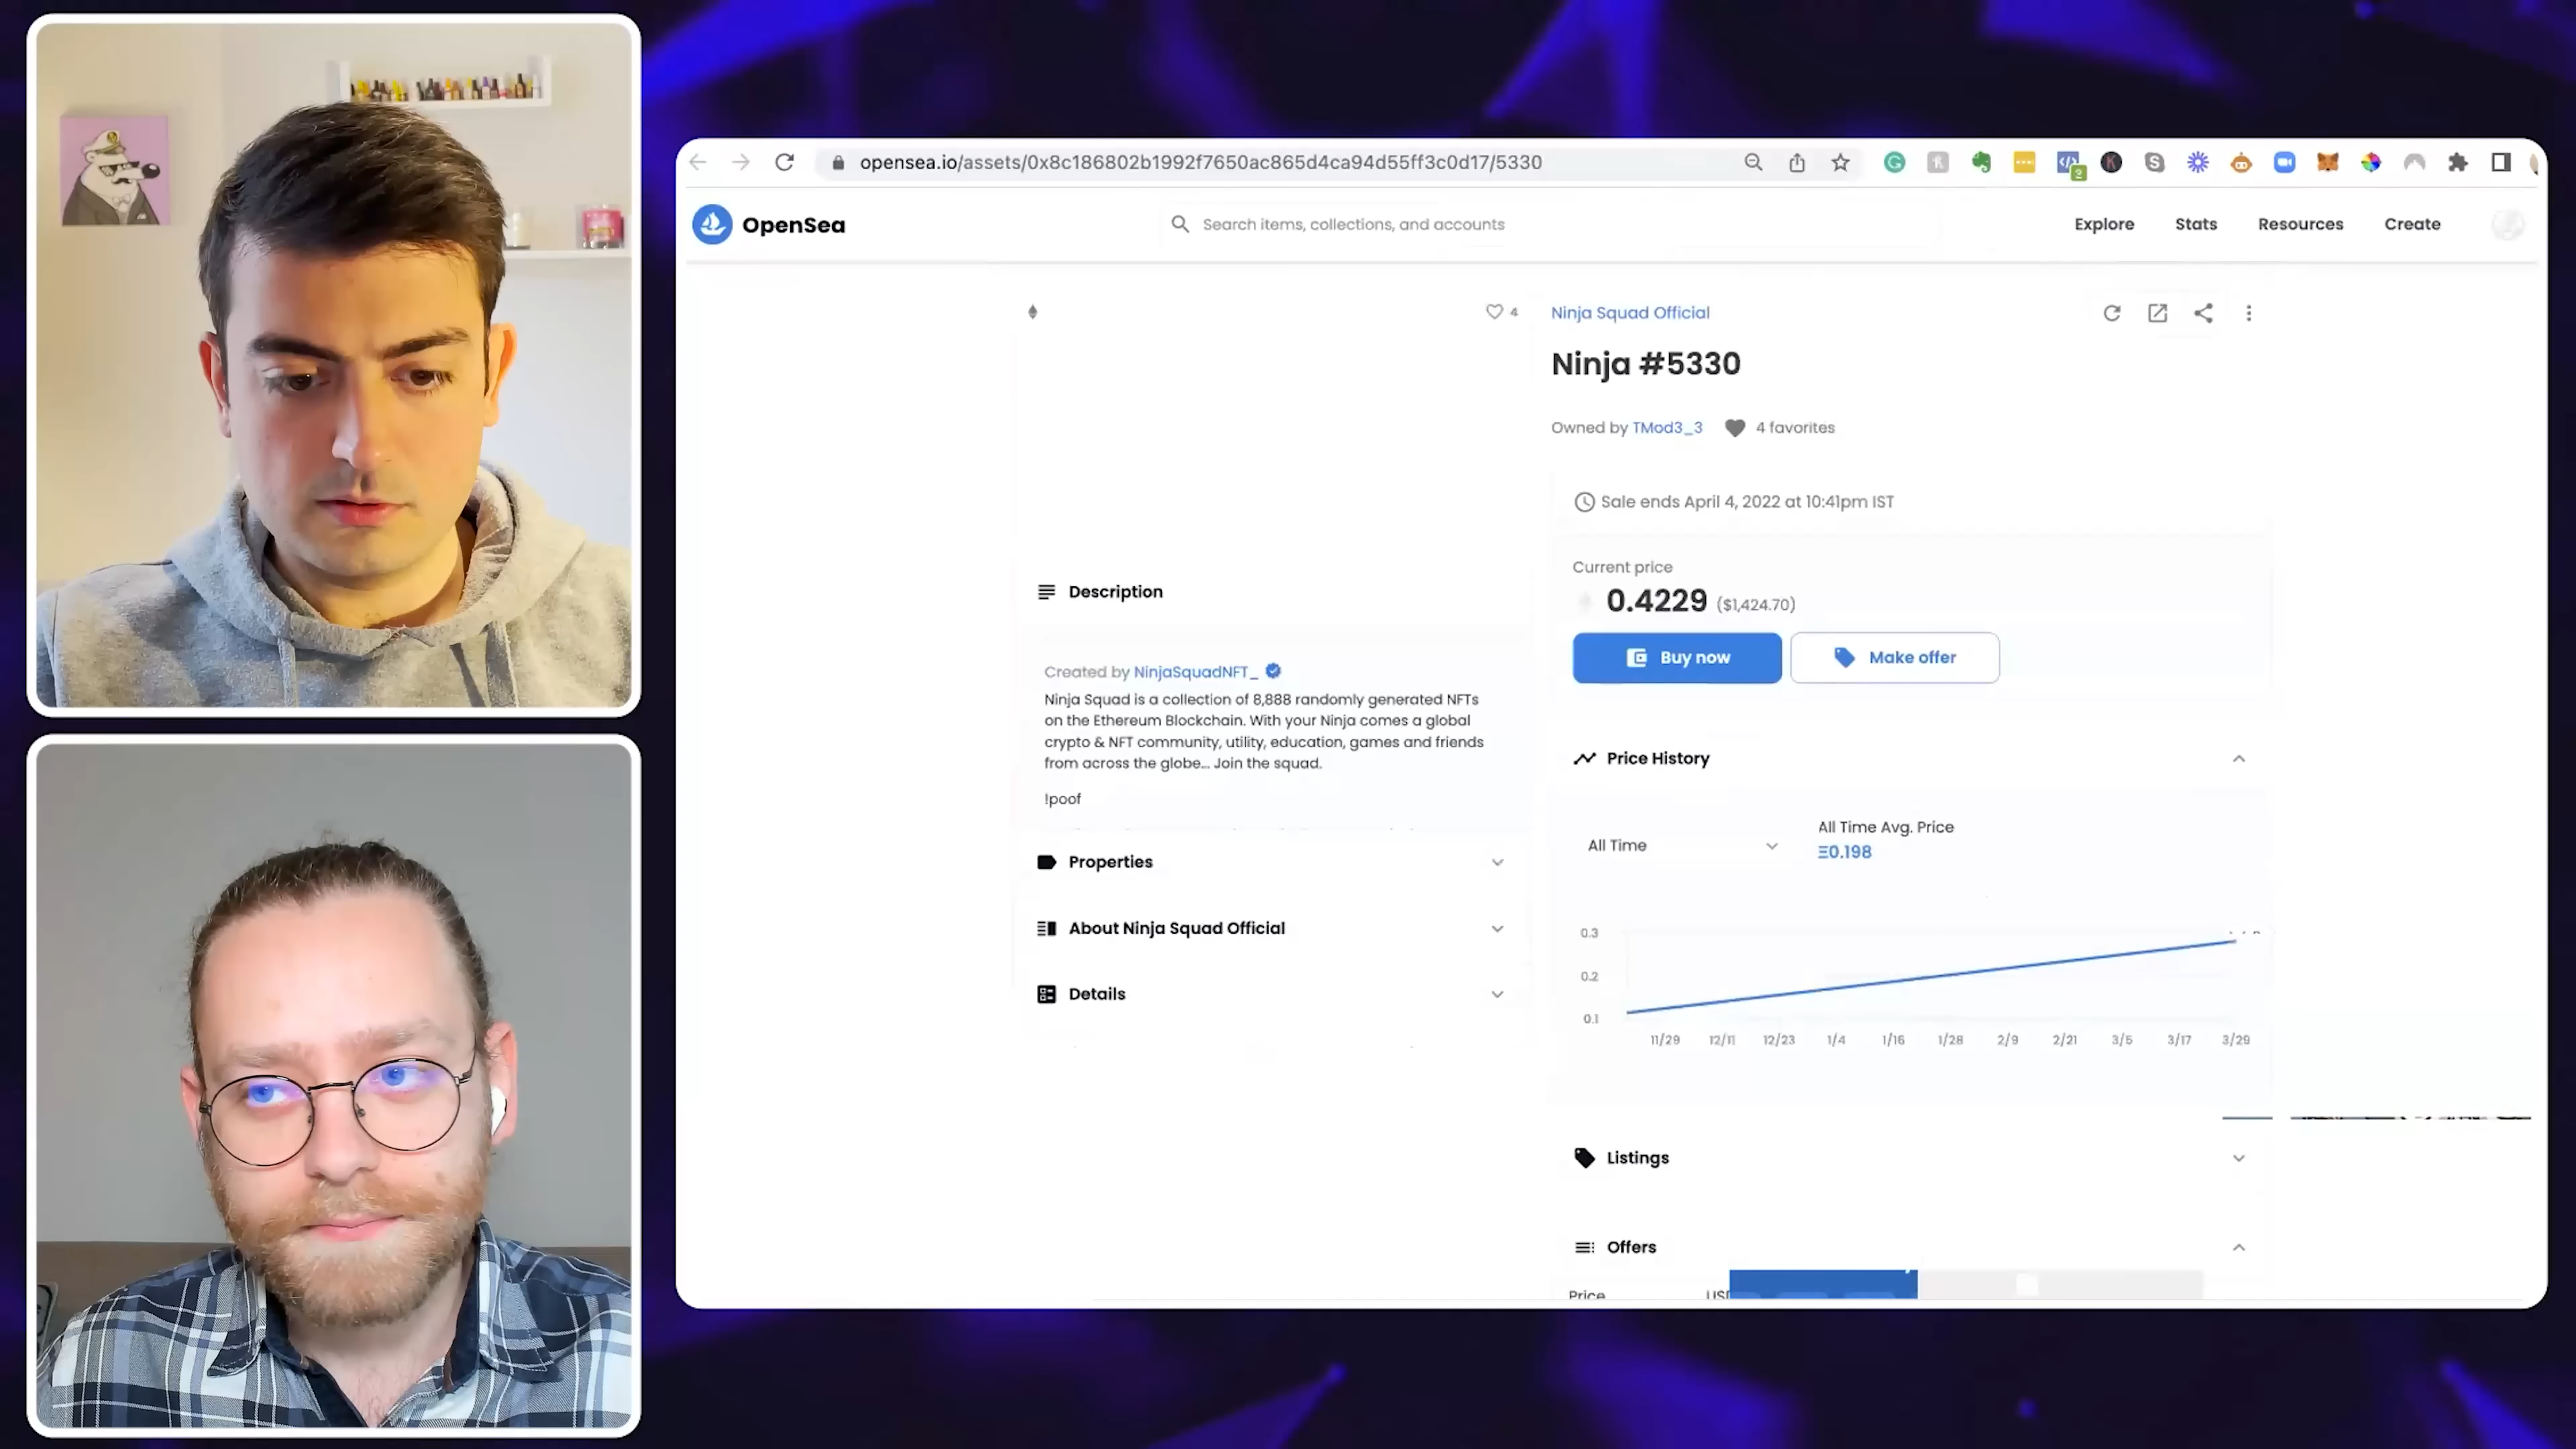 opensea.io/assets/0x8c186802b1992f7650ac865d4ca94d55ff3c0d17/5330
2
OpenSea
Search items, collections, and accounts
Explore
Stats
Resources
Create
4
Ninja Squad Official
Ninja #5330
Owned by TMod3_3
4 favorites
Sale ends April 4, 2022 at 10:41pm IST
Current price
0.4229 ($1,424.70)
Buy now
Make offer
Description
Created by NinjaSquadNFT_
Ninja Squad is a collection of 8,888 randomly generated NFTs
on the Ethereum Blockchain. With your Ninja comes a global
crypto & NFT community, utility, education, games and friends
from across the globe... Join the squad.
!poof
Properties
About Ninja Squad Official
Details
Price History
All Time
All Time Avg. Price
Ξ0.198
0.3
0.2
0.1
11/29 12/11 12/23 1/4 1/16 1/28 2/9 2/21 3/5 3/17 3/29
Listings
Offers
Price